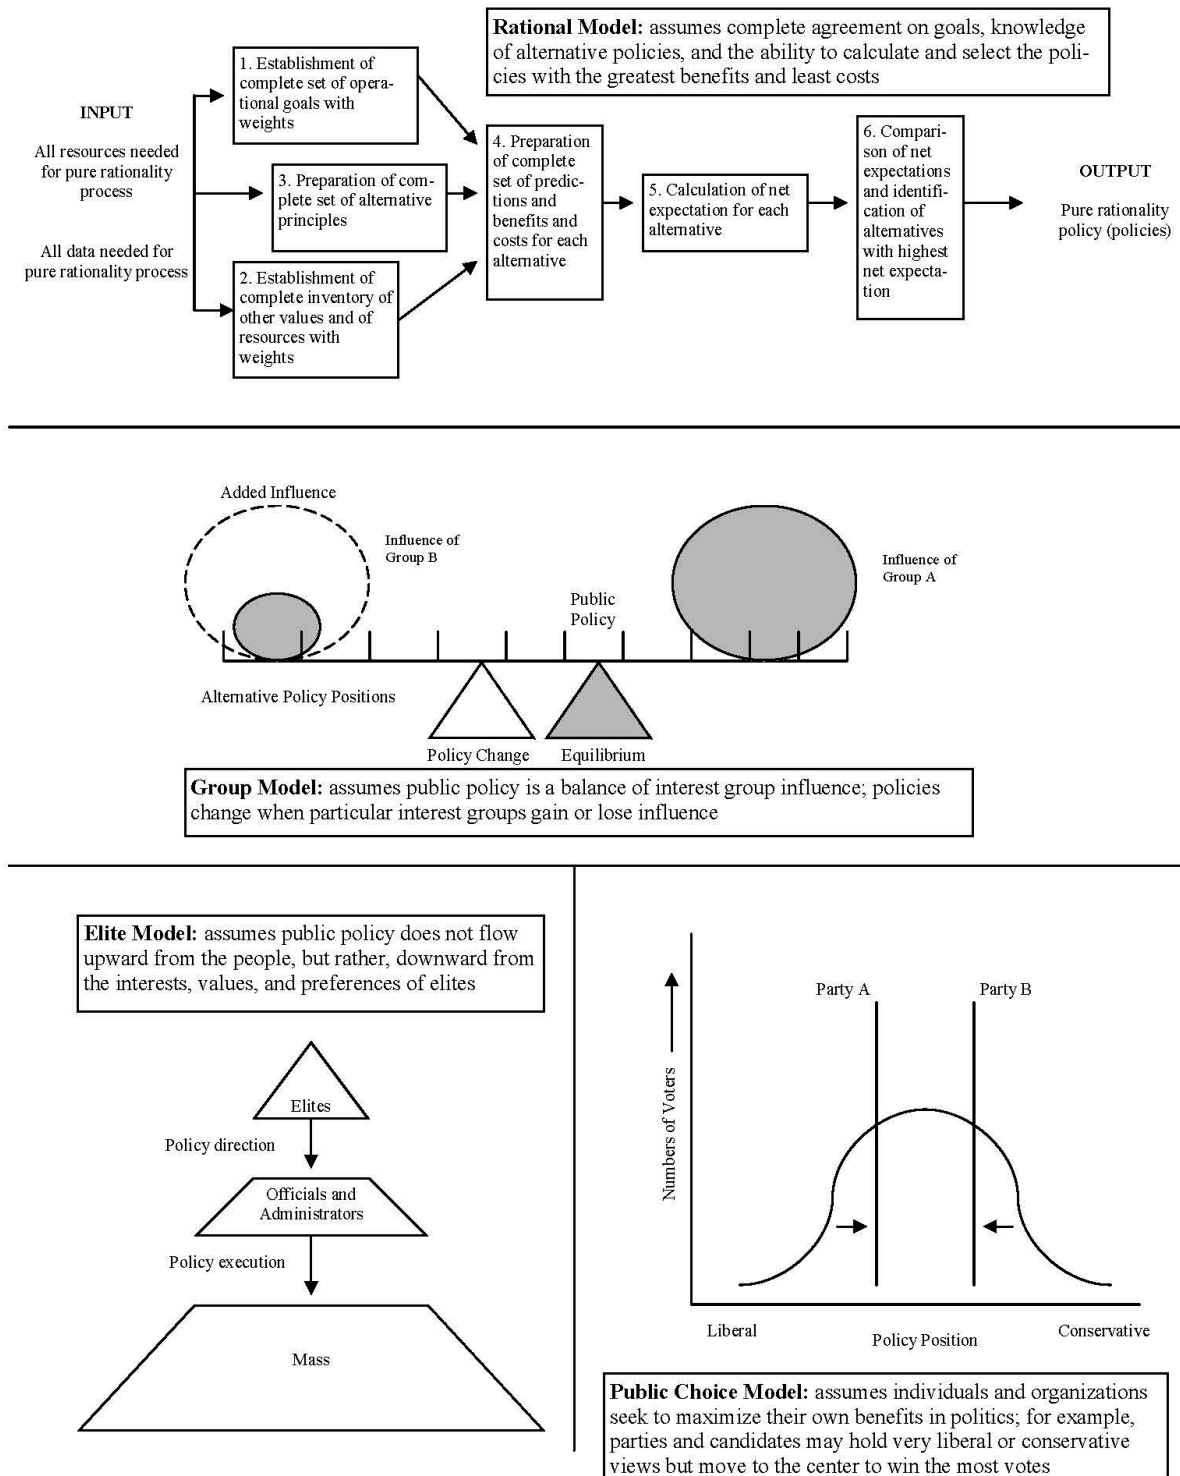 Rational Model: assumes complete agreement on goals, knowledge
of alternative policies, and the ability to calculate and select the poli-
cies with the greatest benefits and least costs
INPUT
All resources needed
for pure rationality
process
All data needed for
pure rationality process
1. Establishment of
complete set of opera-
tional goals with
weights
3. Preparation of com-
plete set of alternative
principles
2. Establishment of
complete inventory of
other values and of
resources with
weights
4. Preparation
of complete
set of predic-
tions and
benefits and
costs for each
alternative
5. Calculation of net
expectation for each
alternative
6. Compari-
son of net
expectations
and identifi-
cation of
alternatives
with highest
net expecta-
tion
OUTPUT
Pure rationality
policy (policies)
Added Influence
Influence of
Group B
Public
Policy
Influence of
Group A
Alternative Policy Positions
Policy Change
Equilibrium
Group Model: assumes public policy is a balance of interest group influence; policies
change when particular interest groups gain or lose influence
Elite Model: assumes public policy does not flow
upward from the people, but rather, downward from
the interests, values, and preferences of elites
Elites
Policy direction
Officials and
Administrators
Policy execution
Mass
Party A
Party B
Numbers of Voters
Liberal
Policy Position
Conservative
Public Choice Model: assumes individuals and organizations
seek to maximize their own benefits in politics; for example,
parties and candidates may hold very liberal or conservative
views but move to the center to win the most votes